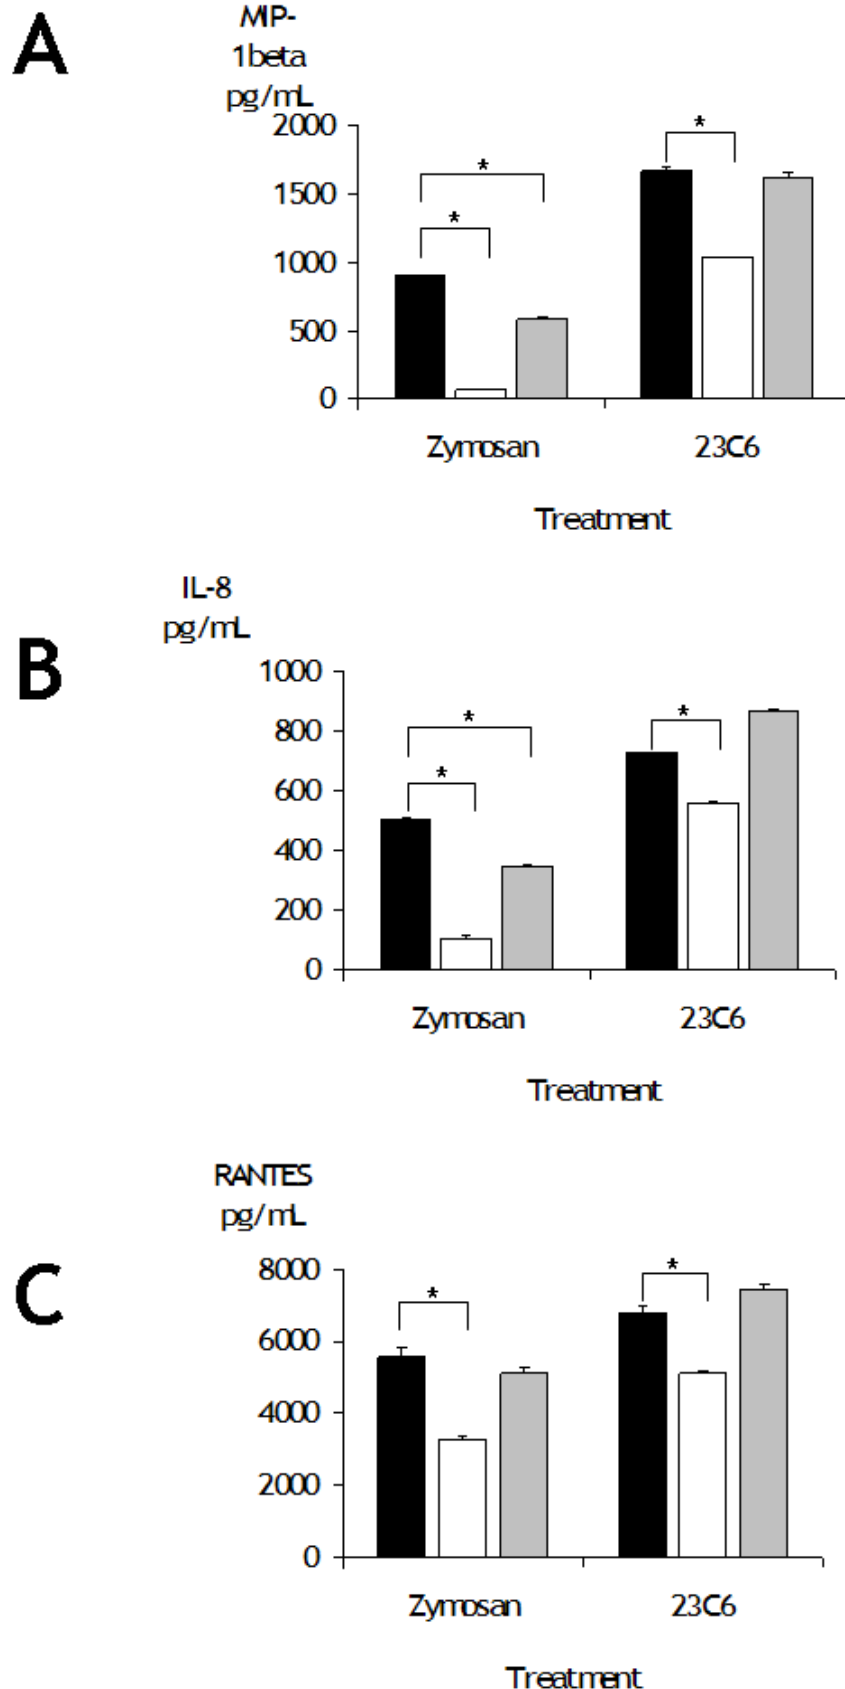 A
MIP-
1beta
pg/mL
2000
1500
1000
500
0
*
*
*
Zymosan
23C6
Treatment
B
IL-8
pg/mL
1000
800
600
400
200
0
*
*
*
Zymosan
23C6
Treatment
C
RANTES
pg/mL
8000
6000
4000
2000
0
*
*
Zymosan
23C6
Treatment